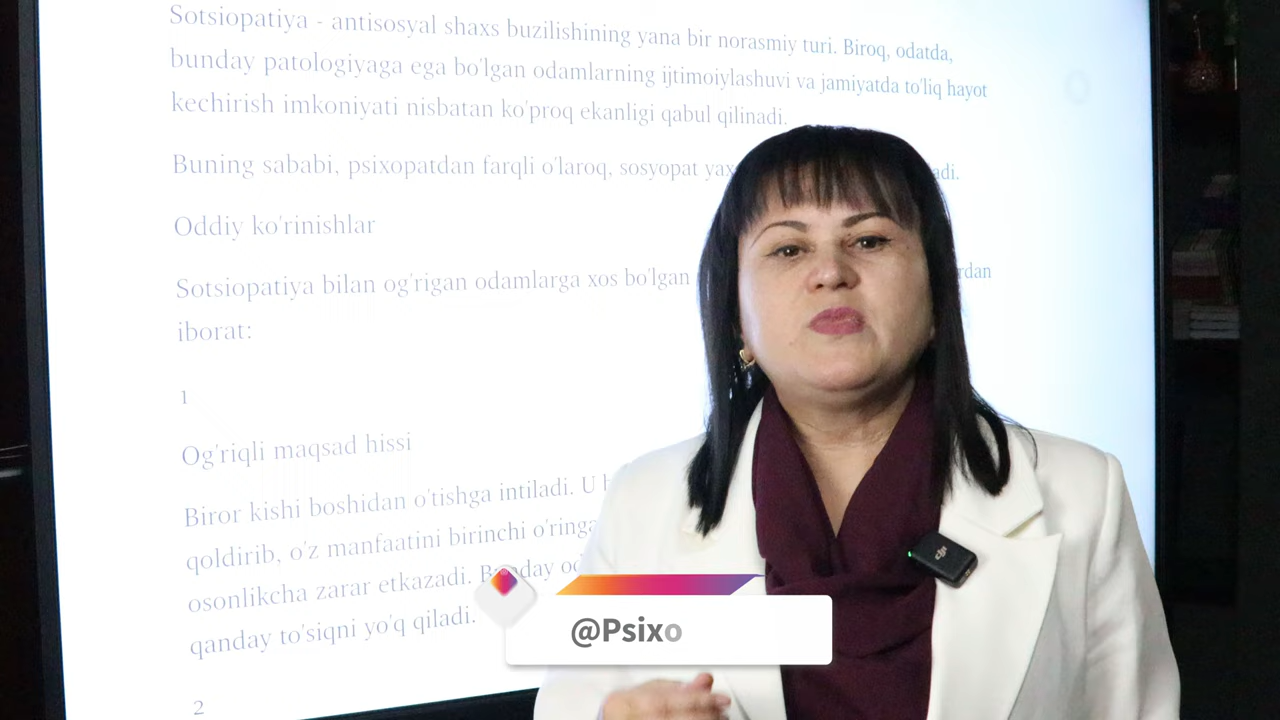 Sotsiopatiya - antisosyal shaxs buzilishining yana bir norasmiy turi. Biroq, odatda,
bunday patologiyaga ega bo'lgan odamlarning ijtimoiylashuvi va jamiyatda to'liq hayot
kechirish imkoniyati nisbatan ko'proq ekanligi qabul qilinadi.
Buning sababi, psixopatdan farqli o'laroq, sosyopat
Oddiy ko'rinishlar
Sotsiopatiya bilan og'rigan odamlarga xos bo'lgan
iborat:
1
Og'riqli maqsad hissi
Biror kishi boshidan o'tishga intiladi. U
qoldirib, o'z manfaatini birinchi
osonlikcha zarar etkazadi.
qanday to'siqni yo'q qiladi.
2
@Psixo
dji